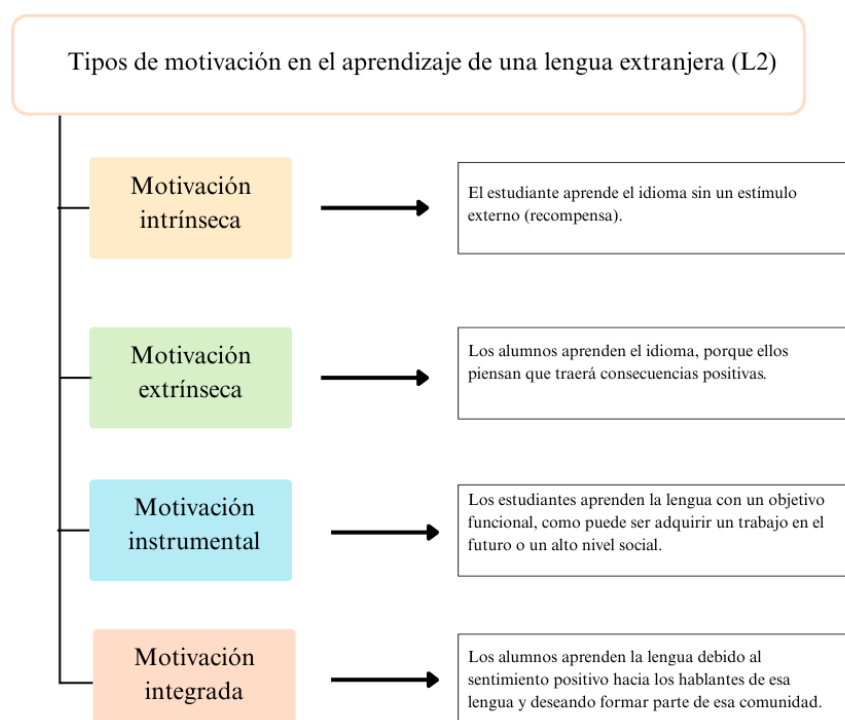 Tipos de motivación en el aprendizaje de una lengua extranjera (L2)
Motivación
intrínseca
El estudiante aprende el idioma sin un estímulo
externo (recompensa).
Motivación
extrínseca
Los alumnos aprenden el idioma, porque ellos
piensan que traerá consecuencias positivas.
Motivación
instrumental
Los estudiantes aprenden la lengua con un objetivo
funcional, como puede ser adquirir un trabajo en el
futuro o un alto nivel social.
Motivación
integrada
Los alumnos aprenden la lengua debido al
sentimiento positivo hacia los hablantes de esa
lengua y deseando formar parte de esa comunidad.